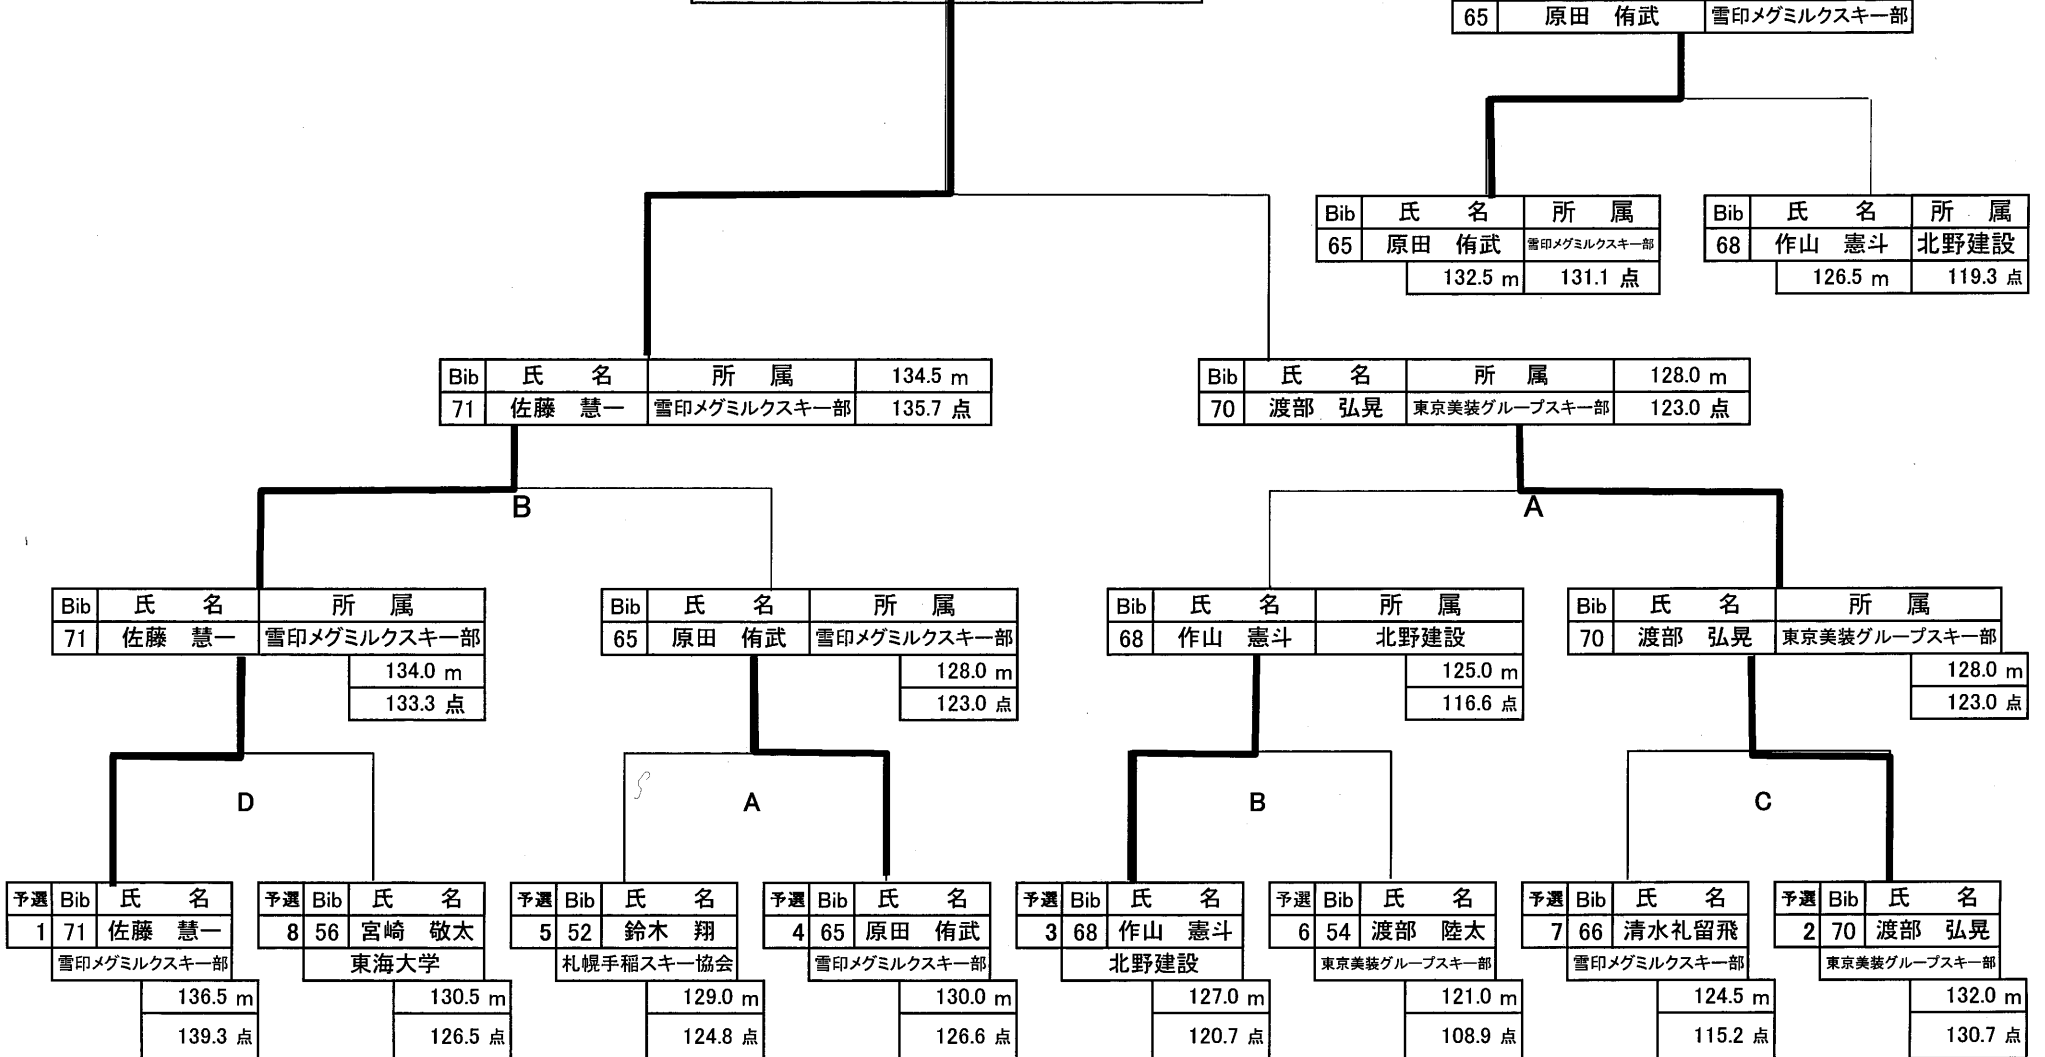 65 原田　侑武 雪印メグミルクスキー部
Bib 氏　名 所　属
65 原田　侑武 雪印メグミルクスキー部
132.5 m 131.1 点
Bib 氏　名 所　属
68 作山　憲斗 北野建設
126.5 m 119.3 点
Bib 氏　名 所　属 134.5 m
71 佐藤　慧一 雪印メグミルクスキー部 135.7 点
Bib 氏　名 所　属 128.0 m
70 渡部　弘晃 東京美装グループスキー部 123.0 点
B
A
Bib 氏　名 所　属
71 佐藤　慧一 雪印メグミルクスキー部
134.0 m
133.3 点
Bib 氏　名 所　属
65 原田　侑武 雪印メグミルクスキー部
128.0 m
123.0 点
Bib 氏　名 所　属
68 作山　憲斗 北野建設
125.0 m
116.6 点
Bib 氏　名 所　属
70 渡部　弘晃 東京美装グループスキー部
128.0 m
123.0 点
D
A
B
C
予選 Bib 氏　名
1 71 佐藤　慧一
雪印メグミルクスキー部
136.5 m
139.3 点
予選 Bib 氏　名
8 56 宮崎　敬太
東海大学
130.5 m
126.5 点
予選 Bib 氏　名
5 52 鈴木　翔
札幌手稲スキー協会
129.0 m
124.8 点
予選 Bib 氏　名
4 65 原田　侑武
雪印メグミルクスキー部
130.0 m
126.6 点
予選 Bib 氏　名
3 68 作山　憲斗
北野建設
127.0 m
120.7 点
予選 Bib 氏　名
6 54 渡部　陸太
東京美装グループスキー部
121.0 m
108.9 点
予選 Bib 氏　名
7 66 清水礼留飛
雪印メグミルクスキー部
124.5 m
115.2 点
予選 Bib 氏　名
2 70 渡部　弘晃
東京美装グループスキー部
132.0 m
130.7 点